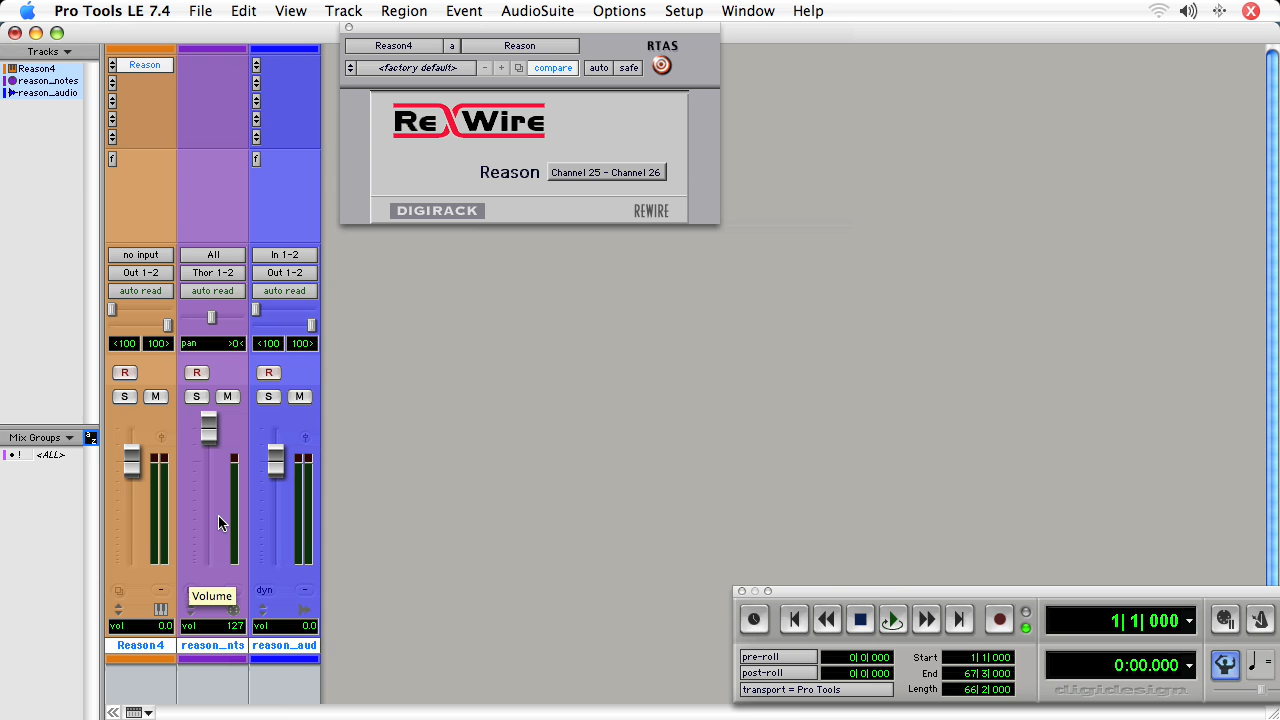 Pro Tools LE 7.4 File Edit View Track Region Event AudioSuite Options Setup Window Help
Tracks
Reason4
reason_notes
reason_audio
Mix Groups
! <ALL>
Reason
f f
no input All In 1-2
Out 1-2 Thor 1-2 Out 1-2
auto read auto read auto read
<100 100> pan >0< <100 100>
R R R
S M S M S M
dyn
Volume
vol 0.0 vol 127 vol 0.0
Reason4 reason_nts reason_aud
Reason4 a Reason RTAS
<factory default> - + compare auto safe
ReWire
Reason Channel 25 - Channel 26
DIGIRACK REWIRE
1| 1| 000
pre-roll 0| 0| 000 Start 1| 1| 000
post-roll 0| 0| 000 End 67| 3| 000
transport = Pro Tools Length 66| 2| 000
0:00.000
digidesign